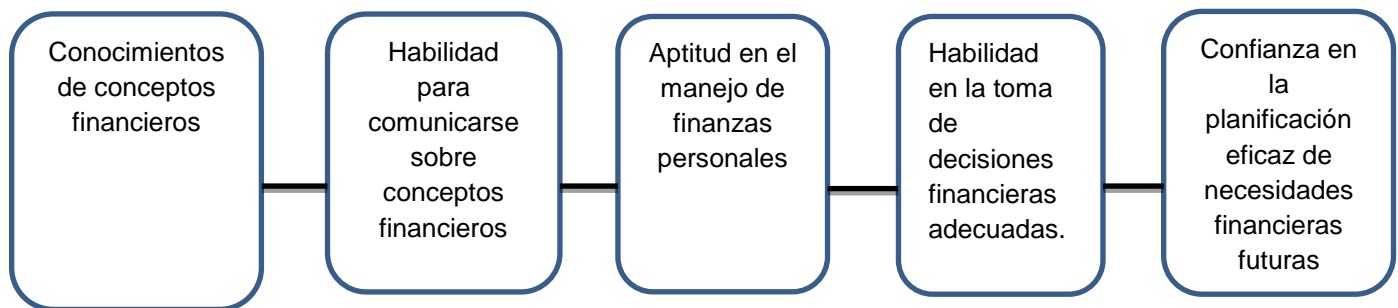 Conocimientos
de conceptos
financieros
Habilidad
para
comunicarse
sobre
conceptos
financieros
Aptitud en el
manejo de
finanzas
personales
Habilidad
en la toma
de
decisiones
financieras
adecuadas.
Confianza en
la
planificación
eficaz de
necesidades
financieras
futuras